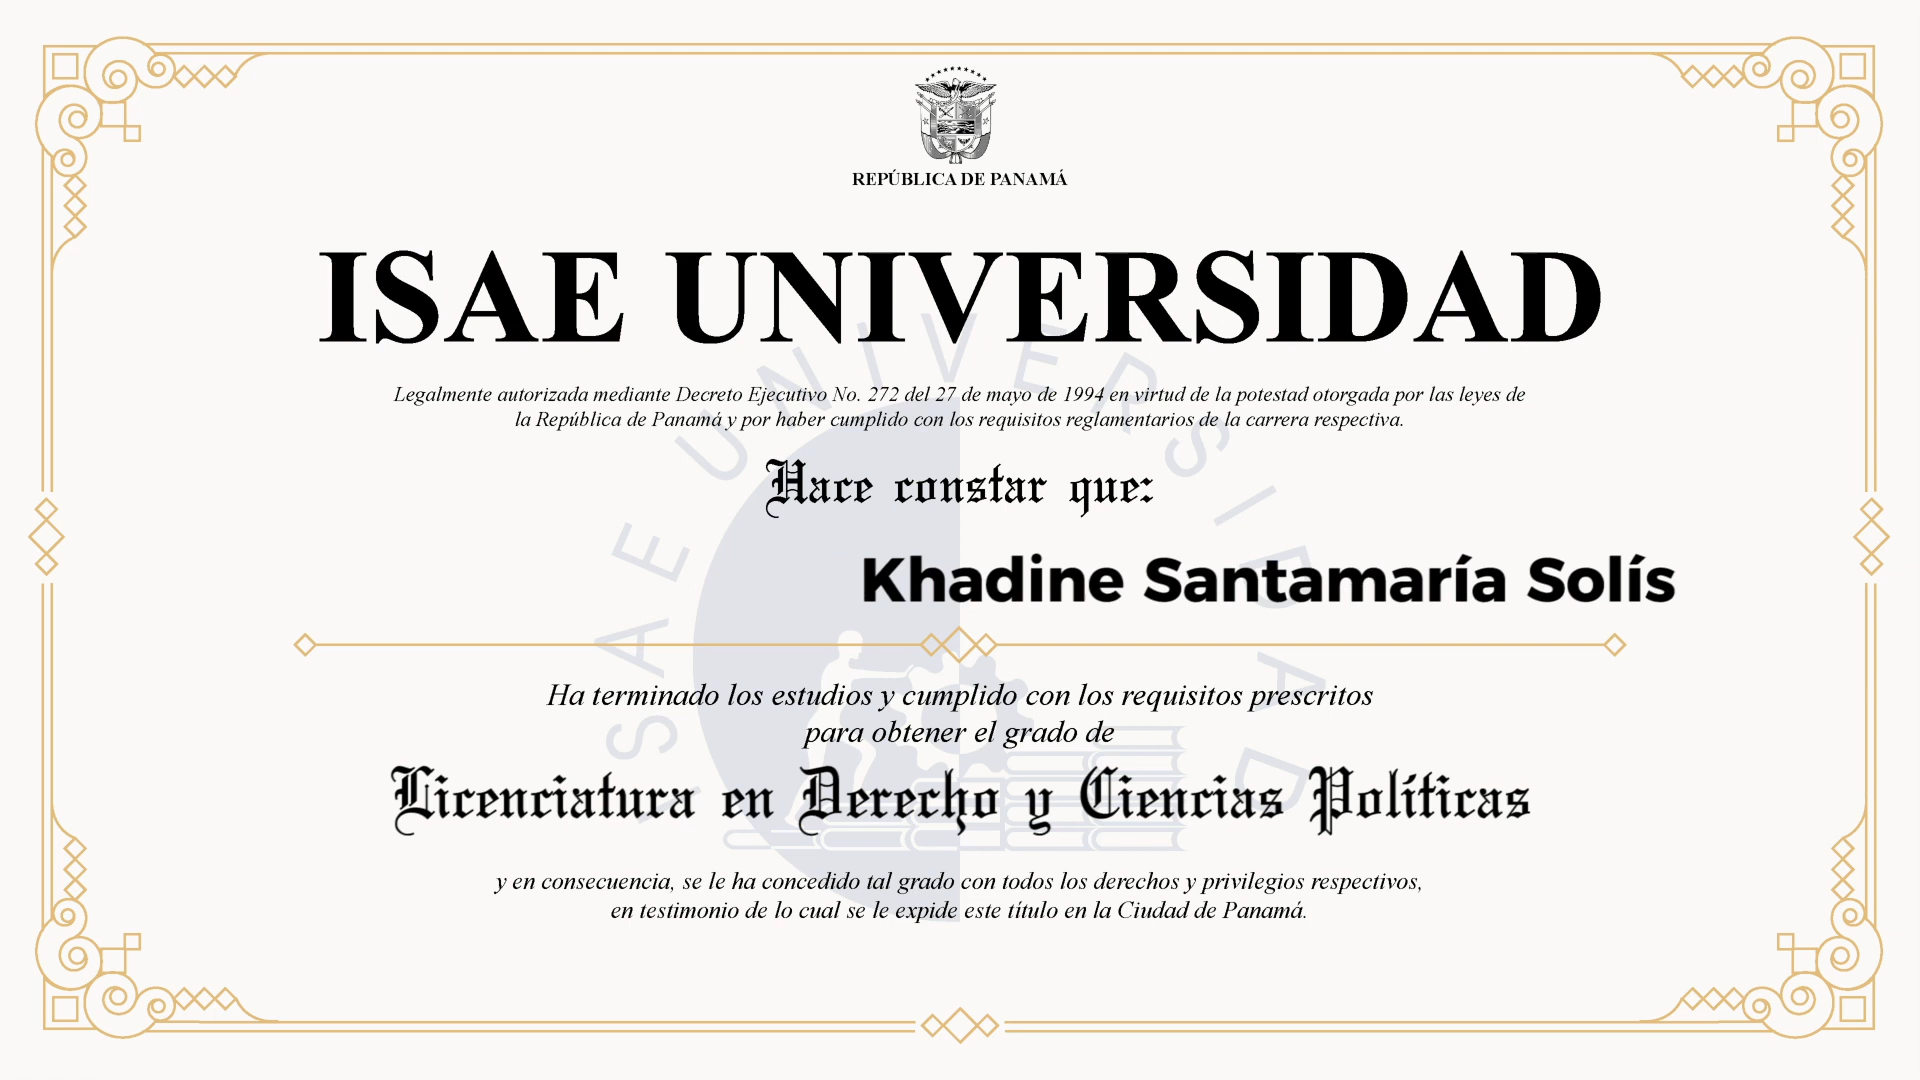 REPÚBLICA DE PANAMÁ
ISAE UNIVERSIDAD
Legalmente autorizada mediante Decreto Ejecutivo No. 272 del 27 de mayo de 1994 en virtud de la potestad otorgada por las leyes de
la República de Panamá y por haber cumplido con los requisitos reglamentarios de la carrera respectiva.
Hace constar que:
Khadine Santamaría Solís
Ha terminado los estudios y cumplido con los requisitos prescritos
para obtener el grado de
Licenciatura en Derecho y Ciencias Políticas
y en consecuencia, se le ha concedido tal grado con todos los derechos y privilegios respectivos,
en testimonio de lo cual se le expide este título en la Ciudad de Panamá.
· ISAE UNIVERSIDAD ·